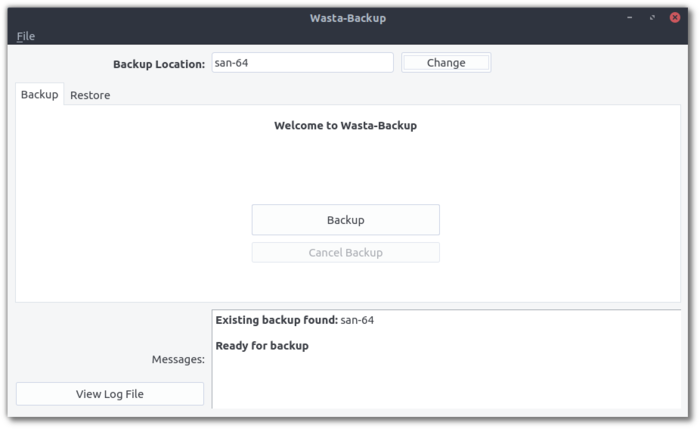 Wasta-Backup
File
Backup Location: san-64 Change
Backup Restore
Welcome to Wasta-Backup
Backup
Cancel Backup
Existing backup found: san-64
Ready for backup
Messages:
View Log File